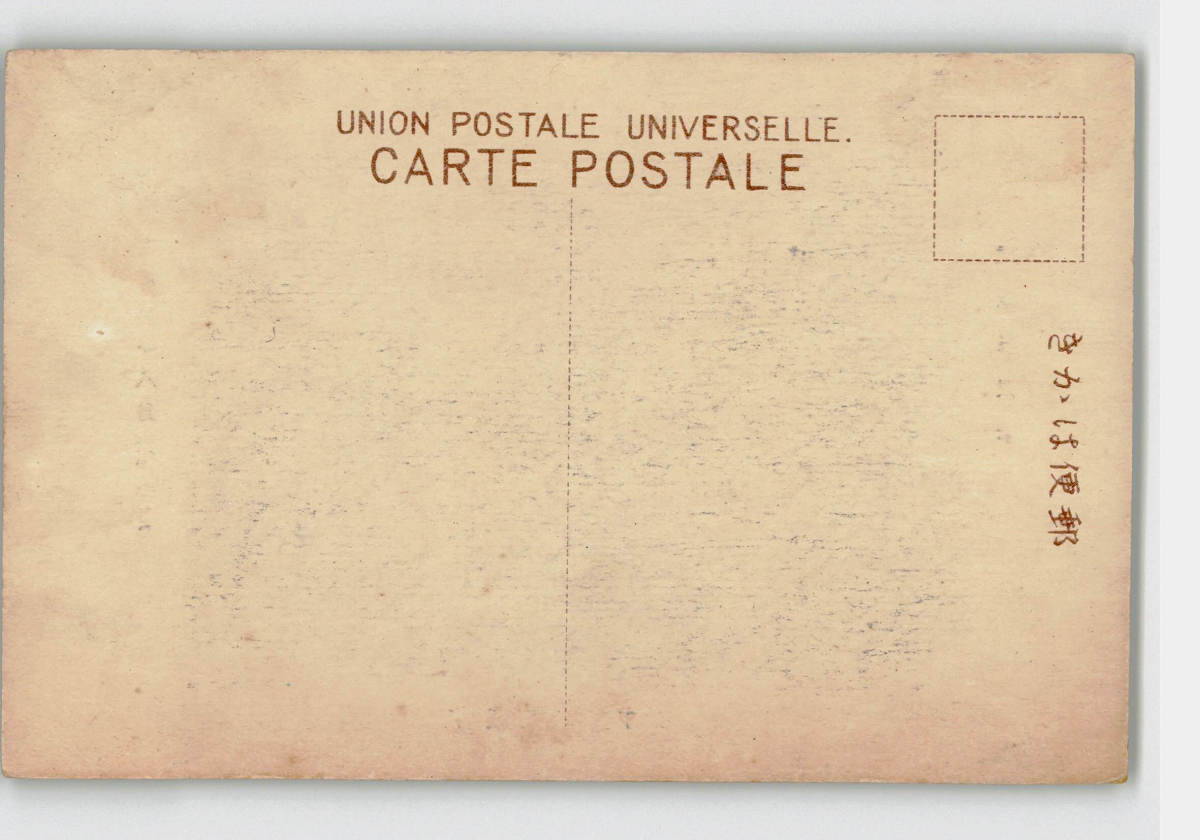 UNION POSTALE UNIVERSELLE.
CARTE POSTALE
きがは便郵